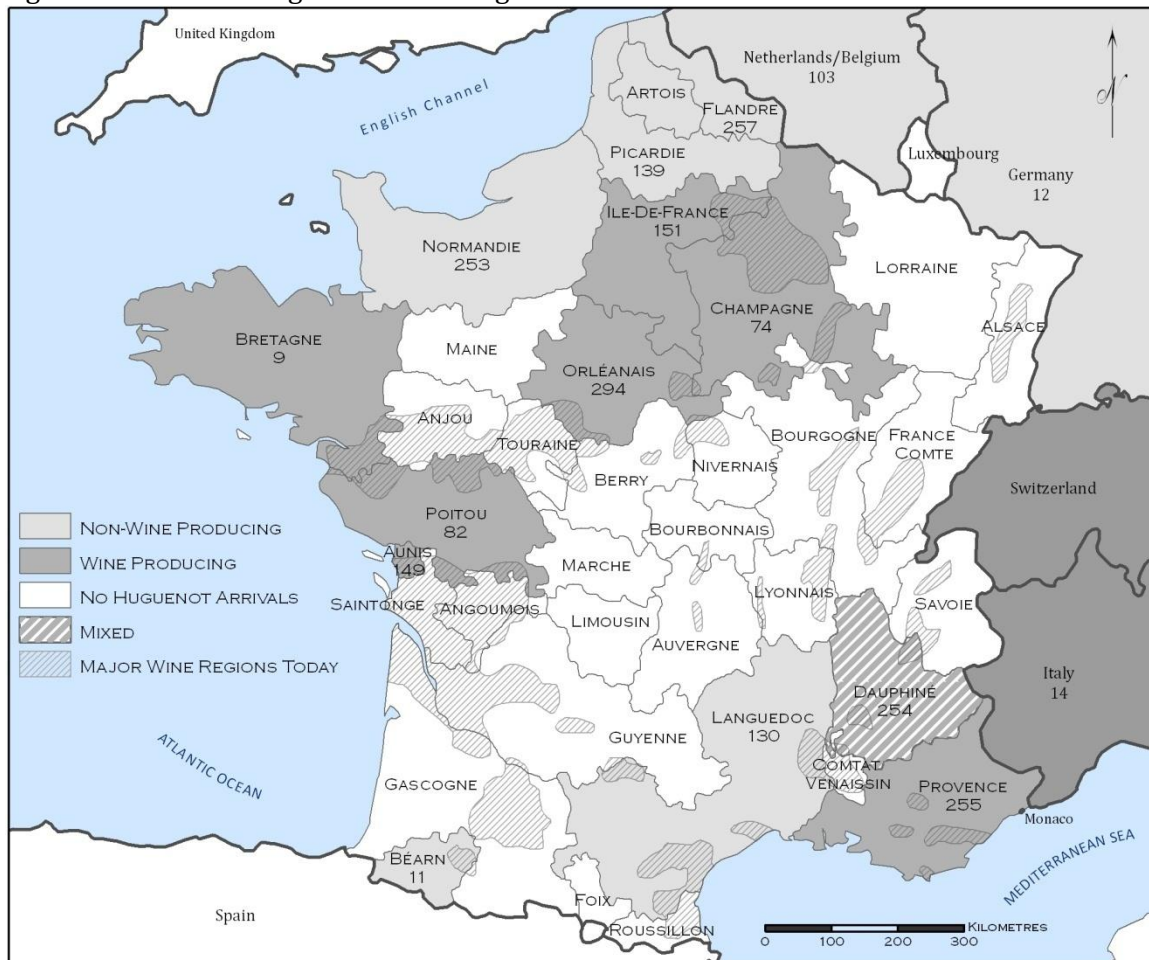 United Kingdom
English Channel
Netherlands/Belgium
103
Artois
Flandre
257
Luxembourg
Germany
12
Picardie
139
Ile-De-France
151
Normandie
253
Lorraine
Champagne
74
Alsace
Bretagne
9
Maine
Orléanais
294
Anjou
Touraine
Bourgogne
France
Comte
Berry
Nivernais
Switzerland
Poitou
82
Bourbonnais
Aunis
149
Marche
Lyonnais
Savoie
Saintonge
Angoumois
Limousin
Auvergne
Italy
14
Dauphiné
254
Languedoc
130
Guyenne
Comtat
Venaissin
Provence
255
Gascogne
Monaco
Béarn
11
Foix
Roussillon
Spain
Atlantic Ocean
Mediterranean Sea
Non-Wine Producing
Wine Producing
No Huguenot Arrivals
Mixed
Major Wine Regions Today
N
Kilometres
0 100 200 300